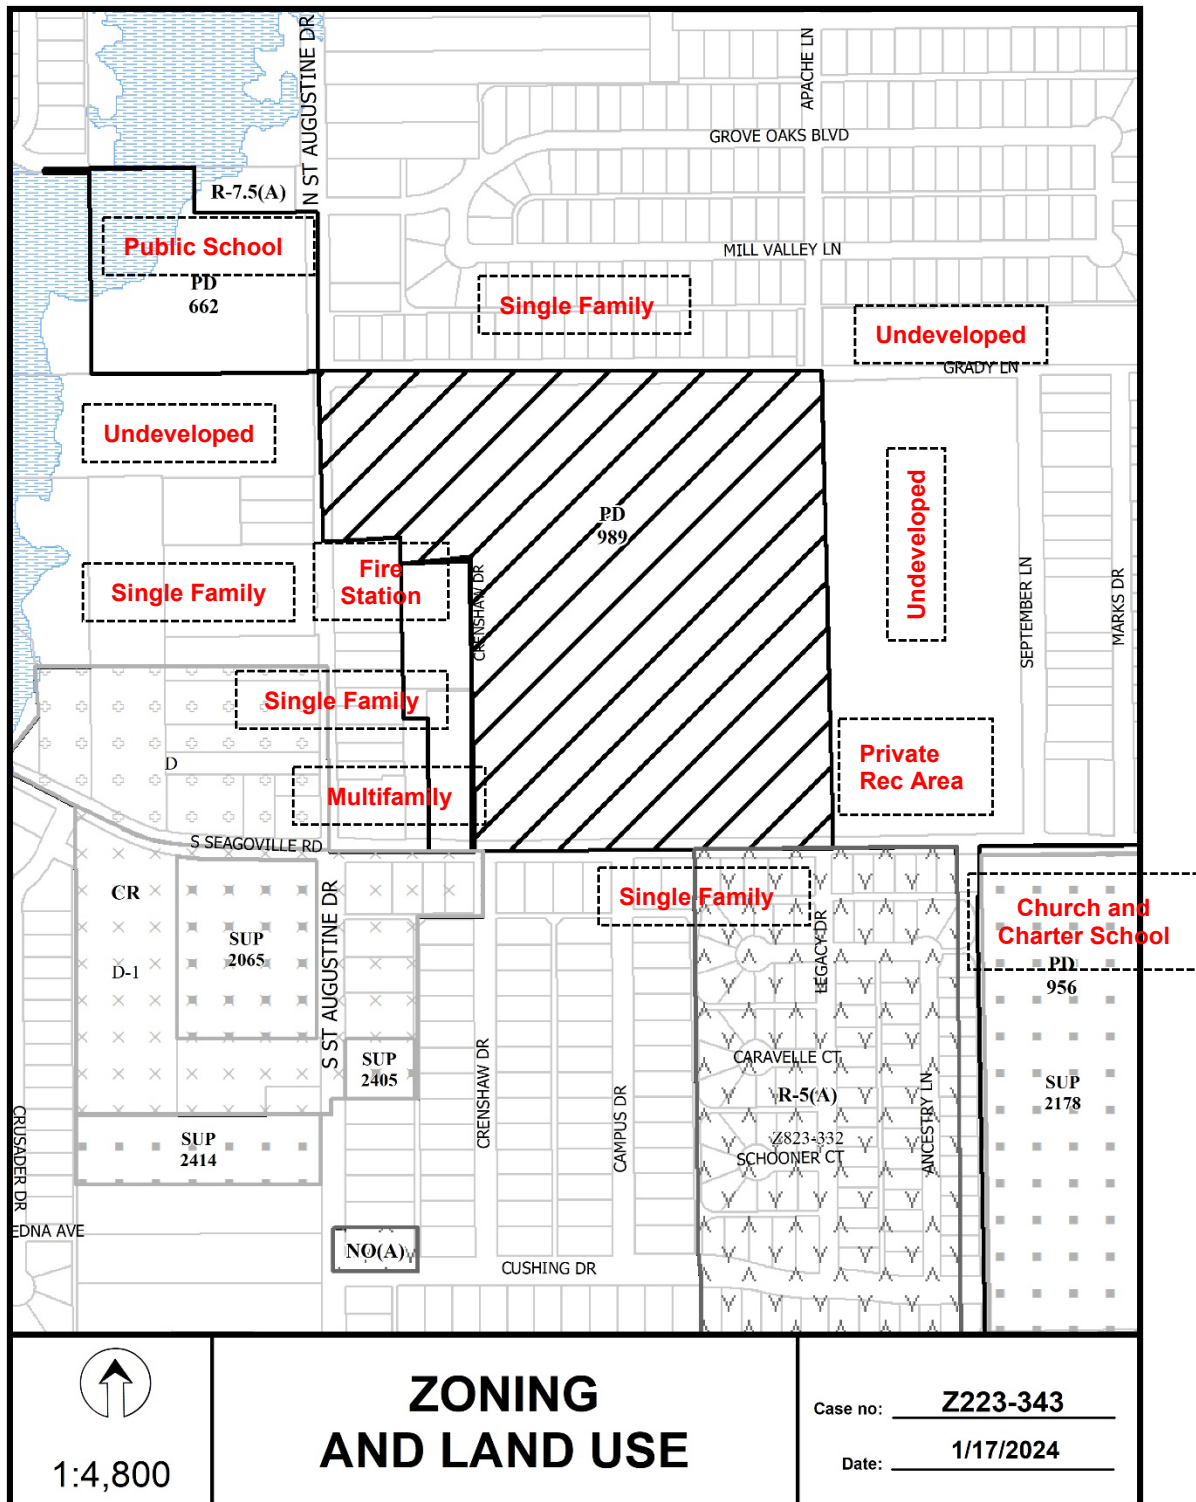 N ST AUGUSTINE DR
APACHE LN
GROVE OAKS BLVD
R-7.5(A)
Public School
MILL VALLEY LN
PD
662
Single Family
Undeveloped
GRADY LN
Undeveloped
PD
989
Undeveloped
Fire
Station
Single Family
CRENSHAW DR
SEPTEMBER LN
MARKS DR
Single Family
D
Private
Rec Area
Multifamily
S SEAGOVILLE RD
CR
Single Family
Church and
Charter School
SUP
2065
S ST AUGUSTINE DR
LEGACY DR
D-1
PD
956
SUP
2405
CRENSHAW DR
CAMPUS DR
CARAVELLE CT
R-5(A)
ANCESTRY LN
SUP
2178
CRUSADER DR
SUP
2414
Z823-332
SCHOONER CT
EDNA AVE
NO(A)
CUSHING DR
1:4,800
ZONING
AND LAND USE
Case no: Z223-343
Date: 1/17/2024